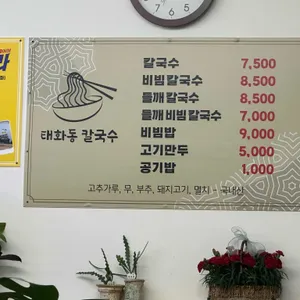 태화동 칼국수
칼국수 7,500
비빔칼국수 8,500
들깨칼국수 8,500
들깨비빔칼국수 7,000
비빔밥 9,000
고기만두 5,000
공기밥 1,000
고추가루, 무, 부추, 돼지고기, 멸치 - 국내산
라